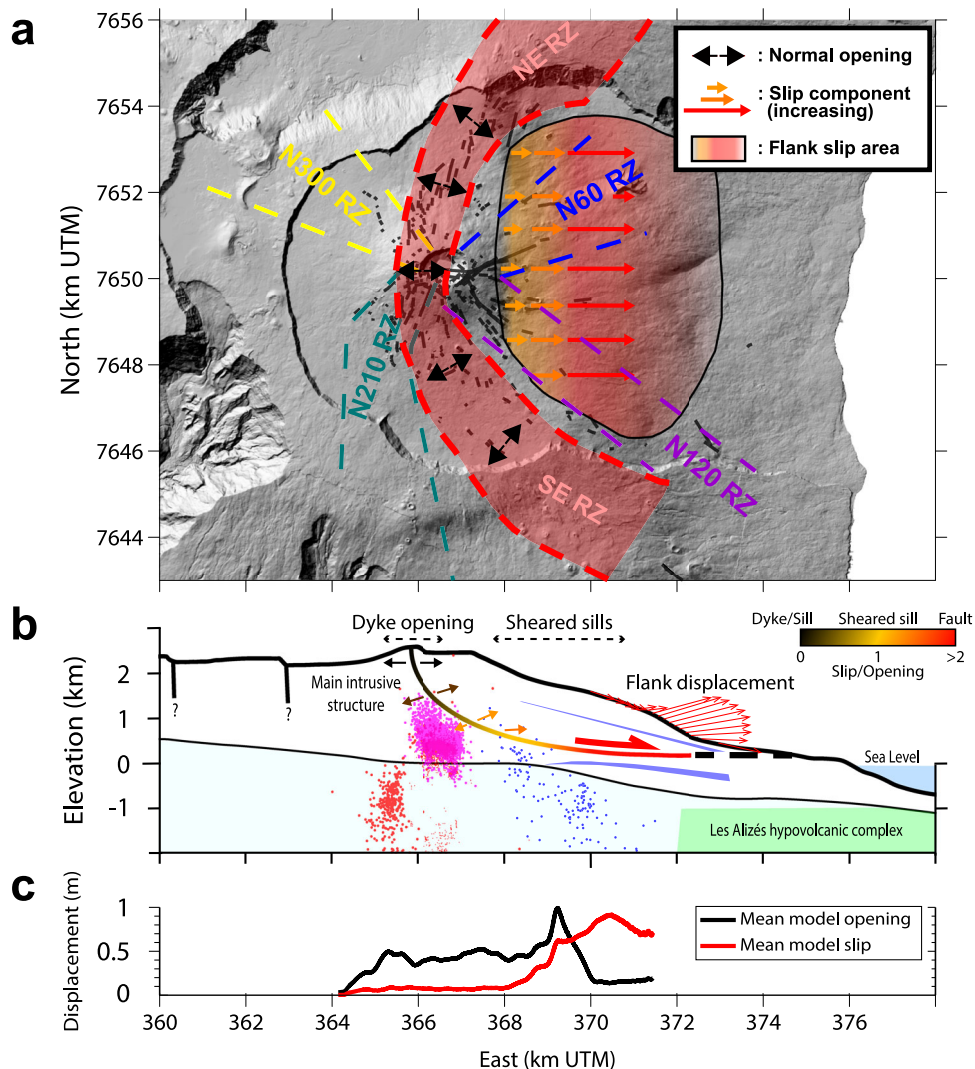 a
7656
7654
7652
7650
7648
7646
7644
North (km UTM)
NE RZ
N300 RZ
N60 RZ
N210 RZ
N120 RZ
SE RZ
: Normal opening
: Slip component
(increasing)
: Flank slip area
b
Dyke opening
Sheared sills
Dyke/Sill Sheared sill Fault
0 1 >2
Slip/Opening
Main intrusive
structure
Flank displacement
? ?
Sea Level
Les Alizés hypovolcanic complex
2
1
0
-1
Elevation (km)
c
1
0.5
0
Displacement (m)
Mean model opening
Mean model slip
360 362 364 366 368 370 372 374 376
East (km UTM)